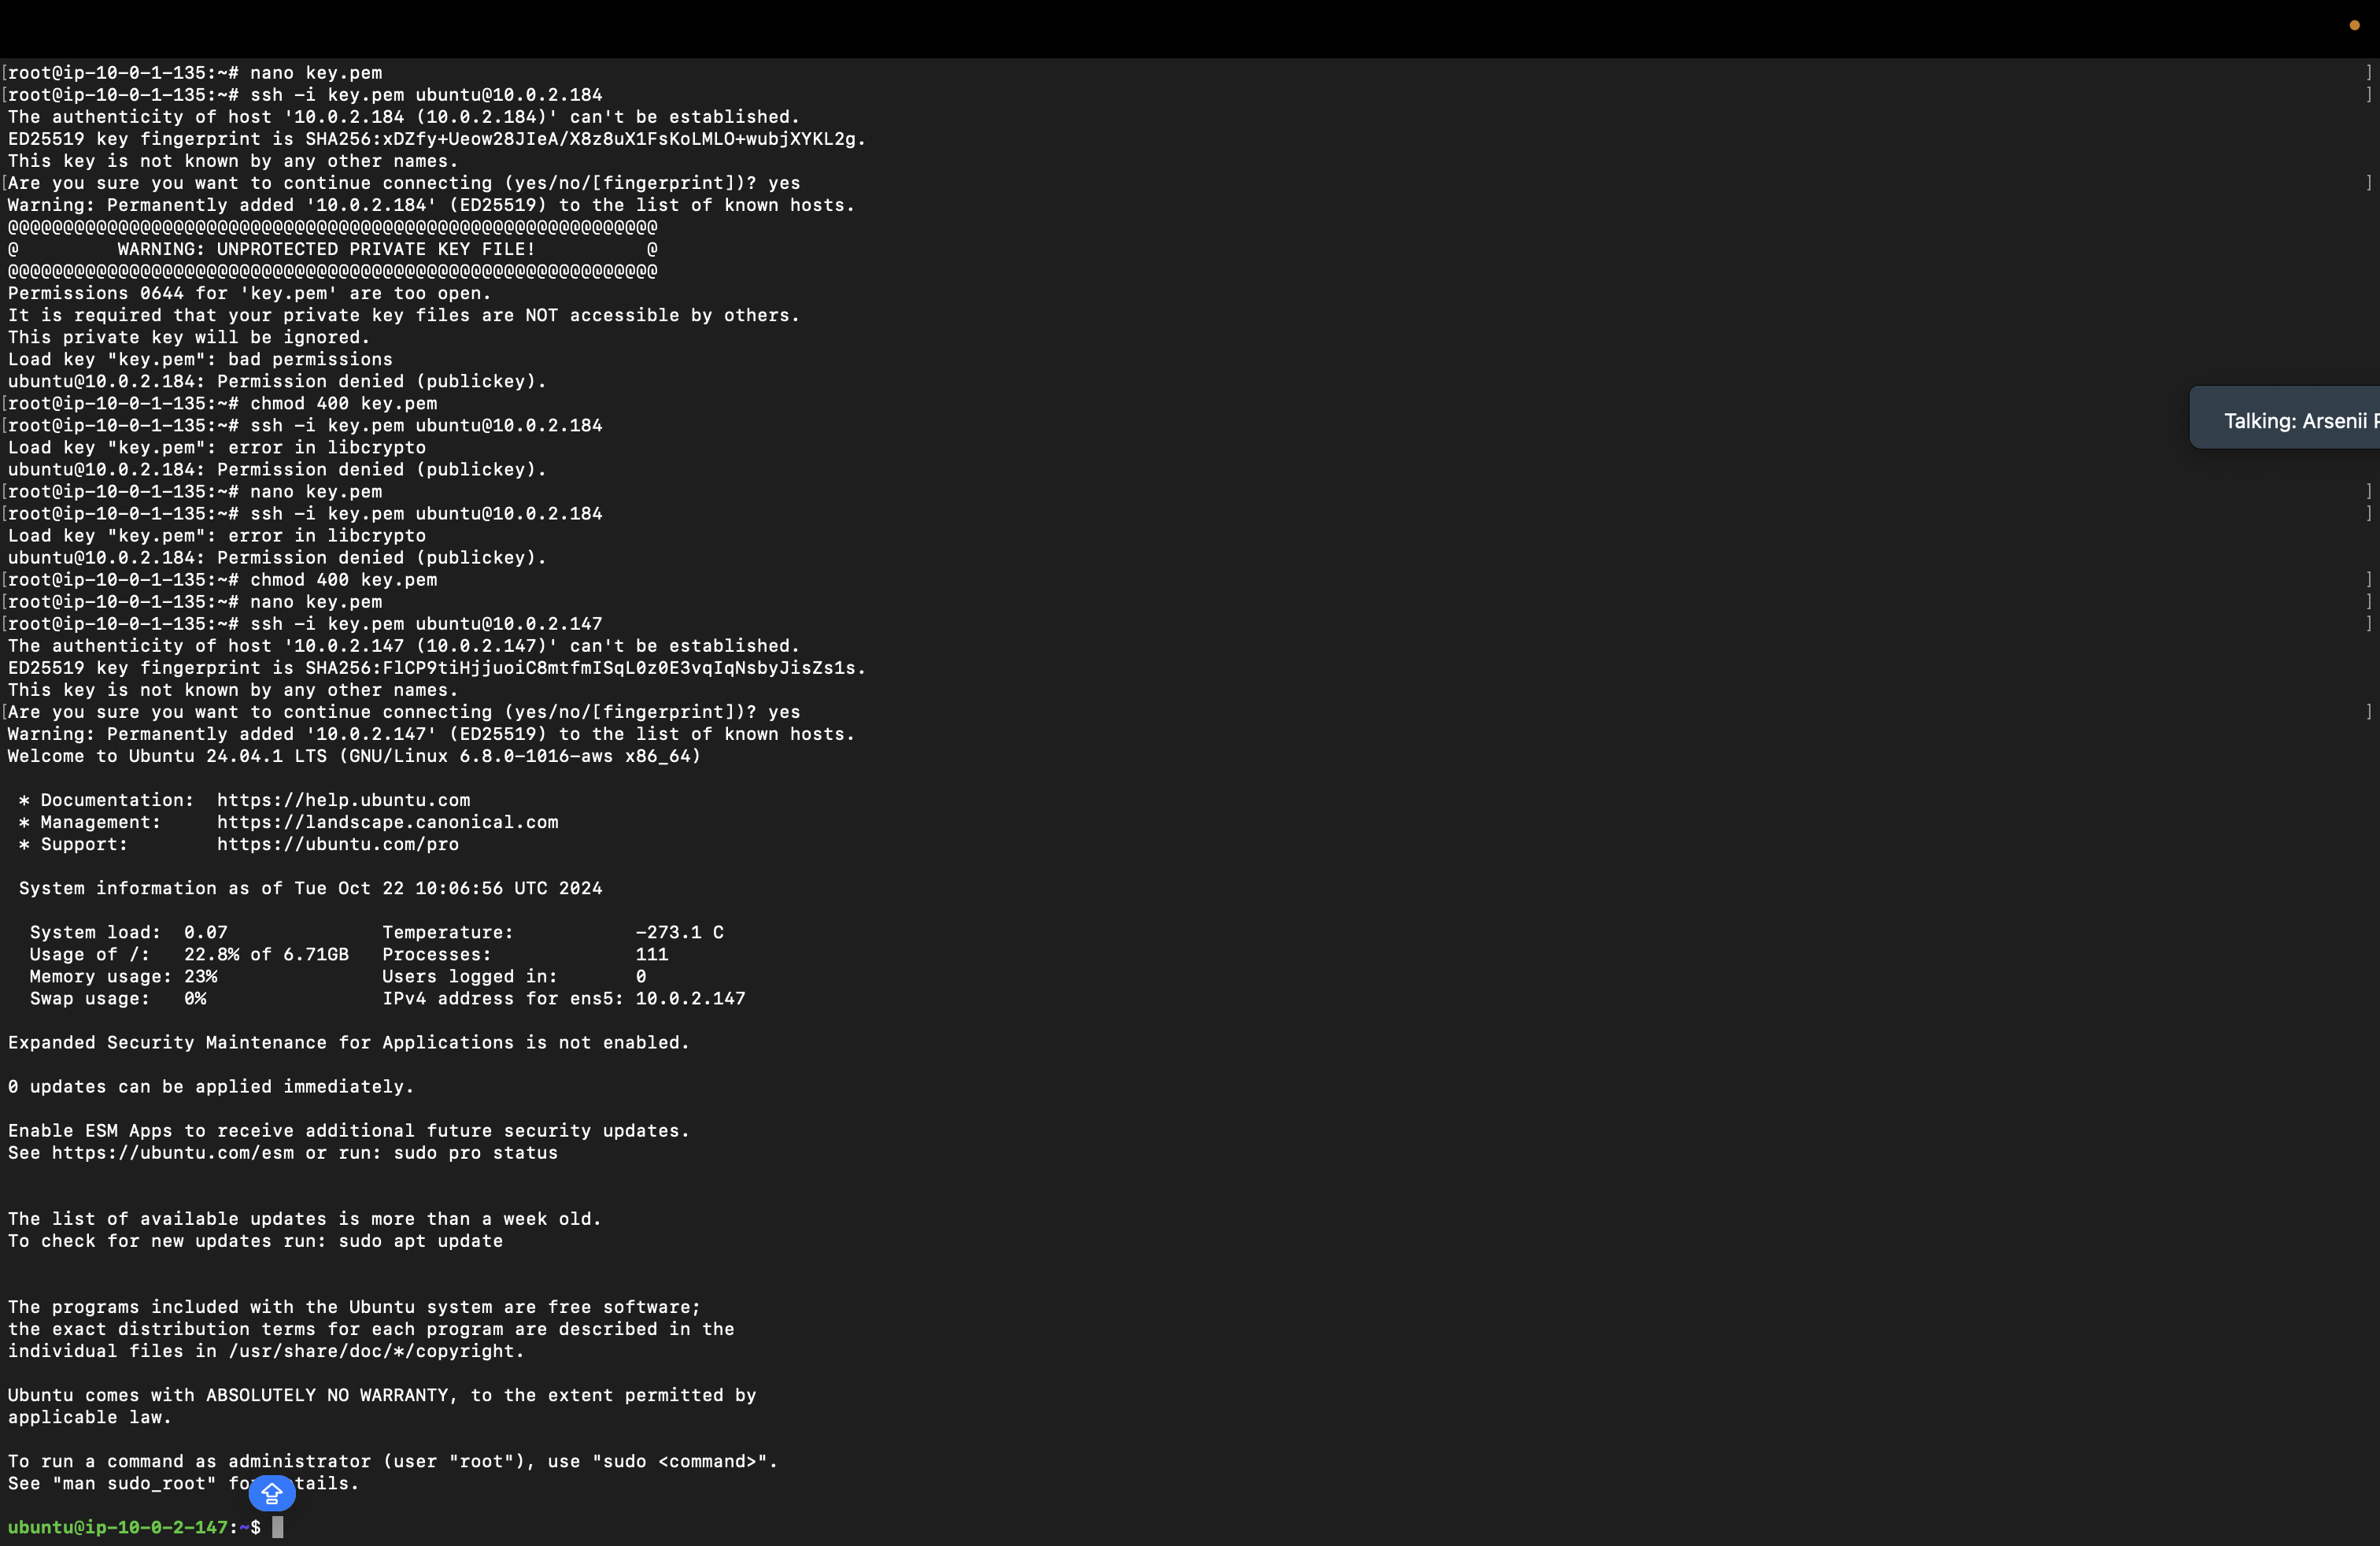 [root@ip-10-0-1-135:~# nano key.pem ]
[root@ip-10-0-1-135:~# ssh -i key.pem ubuntu@10.0.2.184 ]
The authenticity of host '10.0.2.184 (10.0.2.184)' can't be established.
ED25519 key fingerprint is SHA256:xDZfy+Ueow28JIeA/X8z8uX1FsKoLMLO+wubjXYKL2g.
This key is not known by any other names.
[Are you sure you want to continue connecting (yes/no/[fingerprint])? yes ]
Warning: Permanently added '10.0.2.184' (ED25519) to the list of known hosts.
@@@@@@@@@@@@@@@@@@@@@@@@@@@@@@@@@@@@@@@@@@@@@@@@@@@@@@@@@@@
@         WARNING: UNPROTECTED PRIVATE KEY FILE!          @
@@@@@@@@@@@@@@@@@@@@@@@@@@@@@@@@@@@@@@@@@@@@@@@@@@@@@@@@@@@
Permissions 0644 for 'key.pem' are too open.
It is required that your private key files are NOT accessible by others.
This private key will be ignored.
Load key "key.pem": bad permissions
ubuntu@10.0.2.184: Permission denied (publickey).
[root@ip-10-0-1-135:~# chmod 400 key.pem
[root@ip-10-0-1-135:~# ssh -i key.pem ubuntu@10.0.2.184
Talking: Arsenii
Load key "key.pem": error in libcrypto
ubuntu@10.0.2.184: Permission denied (publickey).
[root@ip-10-0-1-135:~# nano key.pem ]
[root@ip-10-0-1-135:~# ssh -i key.pem ubuntu@10.0.2.184 ]
Load key "key.pem": error in libcrypto
ubuntu@10.0.2.184: Permission denied (publickey).
[root@ip-10-0-1-135:~# chmod 400 key.pem ]
[root@ip-10-0-1-135:~# nano key.pem ]
[root@ip-10-0-1-135:~# ssh -i key.pem ubuntu@10.0.2.147 ]
The authenticity of host '10.0.2.147 (10.0.2.147)' can't be established.
ED25519 key fingerprint is SHA256:FlCP9tiHjjuoiC8mtfmISqL0z0E3vqIqNsbyJisZs1s.
This key is not known by any other names.
[Are you sure you want to continue connecting (yes/no/[fingerprint])? yes ]
Warning: Permanently added '10.0.2.147' (ED25519) to the list of known hosts.
Welcome to Ubuntu 24.04.1 LTS (GNU/Linux 6.8.0-1016-aws x86_64)
* Documentation:  https://help.ubuntu.com
* Management:     https://landscape.canonical.com
* Support:        https://ubuntu.com/pro
System information as of Tue Oct 22 10:06:56 UTC 2024
System load:  0.07               Temperature:           -273.1 C
Usage of /:   22.8% of 6.71GB   Processes:             111
Memory usage: 23%               Users logged in:       0
Swap usage:   0%                IPv4 address for ens5: 10.0.2.147
Expanded Security Maintenance for Applications is not enabled.
0 updates can be applied immediately.
Enable ESM Apps to receive additional future security updates.
See https://ubuntu.com/esm or run: sudo pro status
The list of available updates is more than a week old.
To check for new updates run: sudo apt update
The programs included with the Ubuntu system are free software;
the exact distribution terms for each program are described in the
individual files in /usr/share/doc/*/copyright.
Ubuntu comes with ABSOLUTELY NO WARRANTY, to the extent permitted by
applicable law.
To run a command as administrator (user "root"), use "sudo <command>".
See "man sudo_root" fo tails.
ubuntu@ip-10-0-2-147:~$